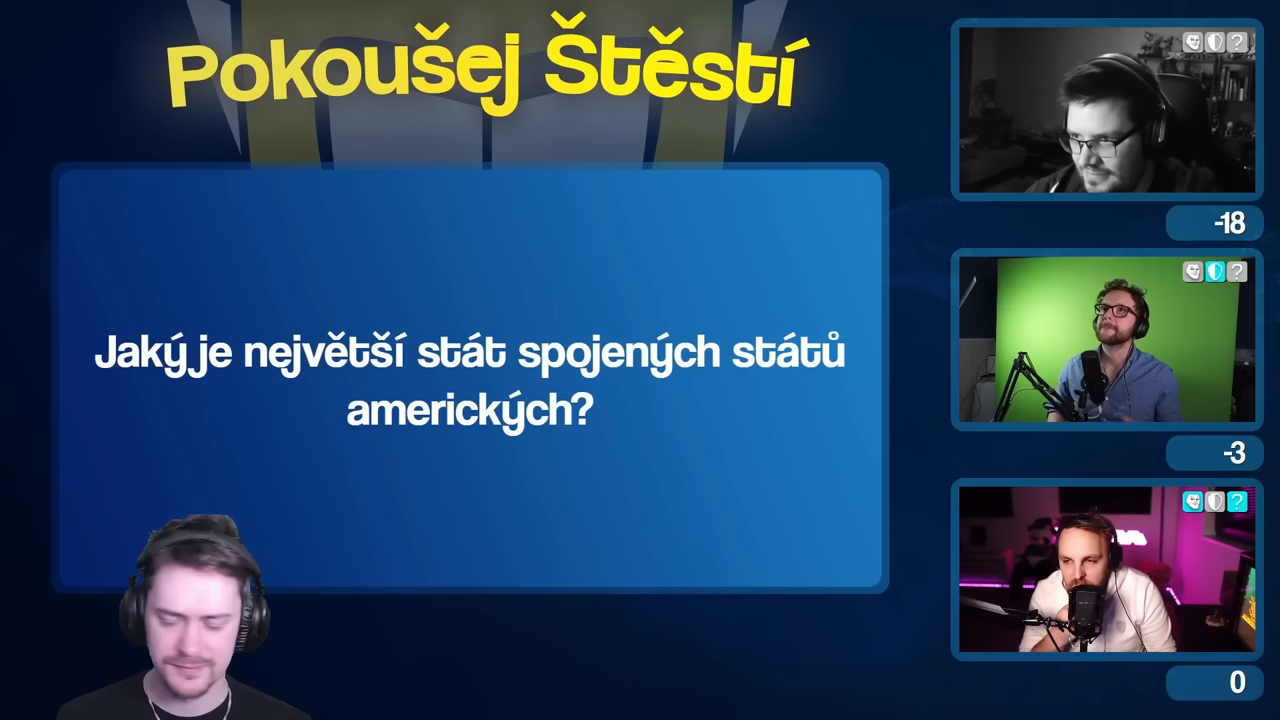 Pokoušej Štěstí
Jaký je největší stát spojených států
amerických?
-18
-3
0